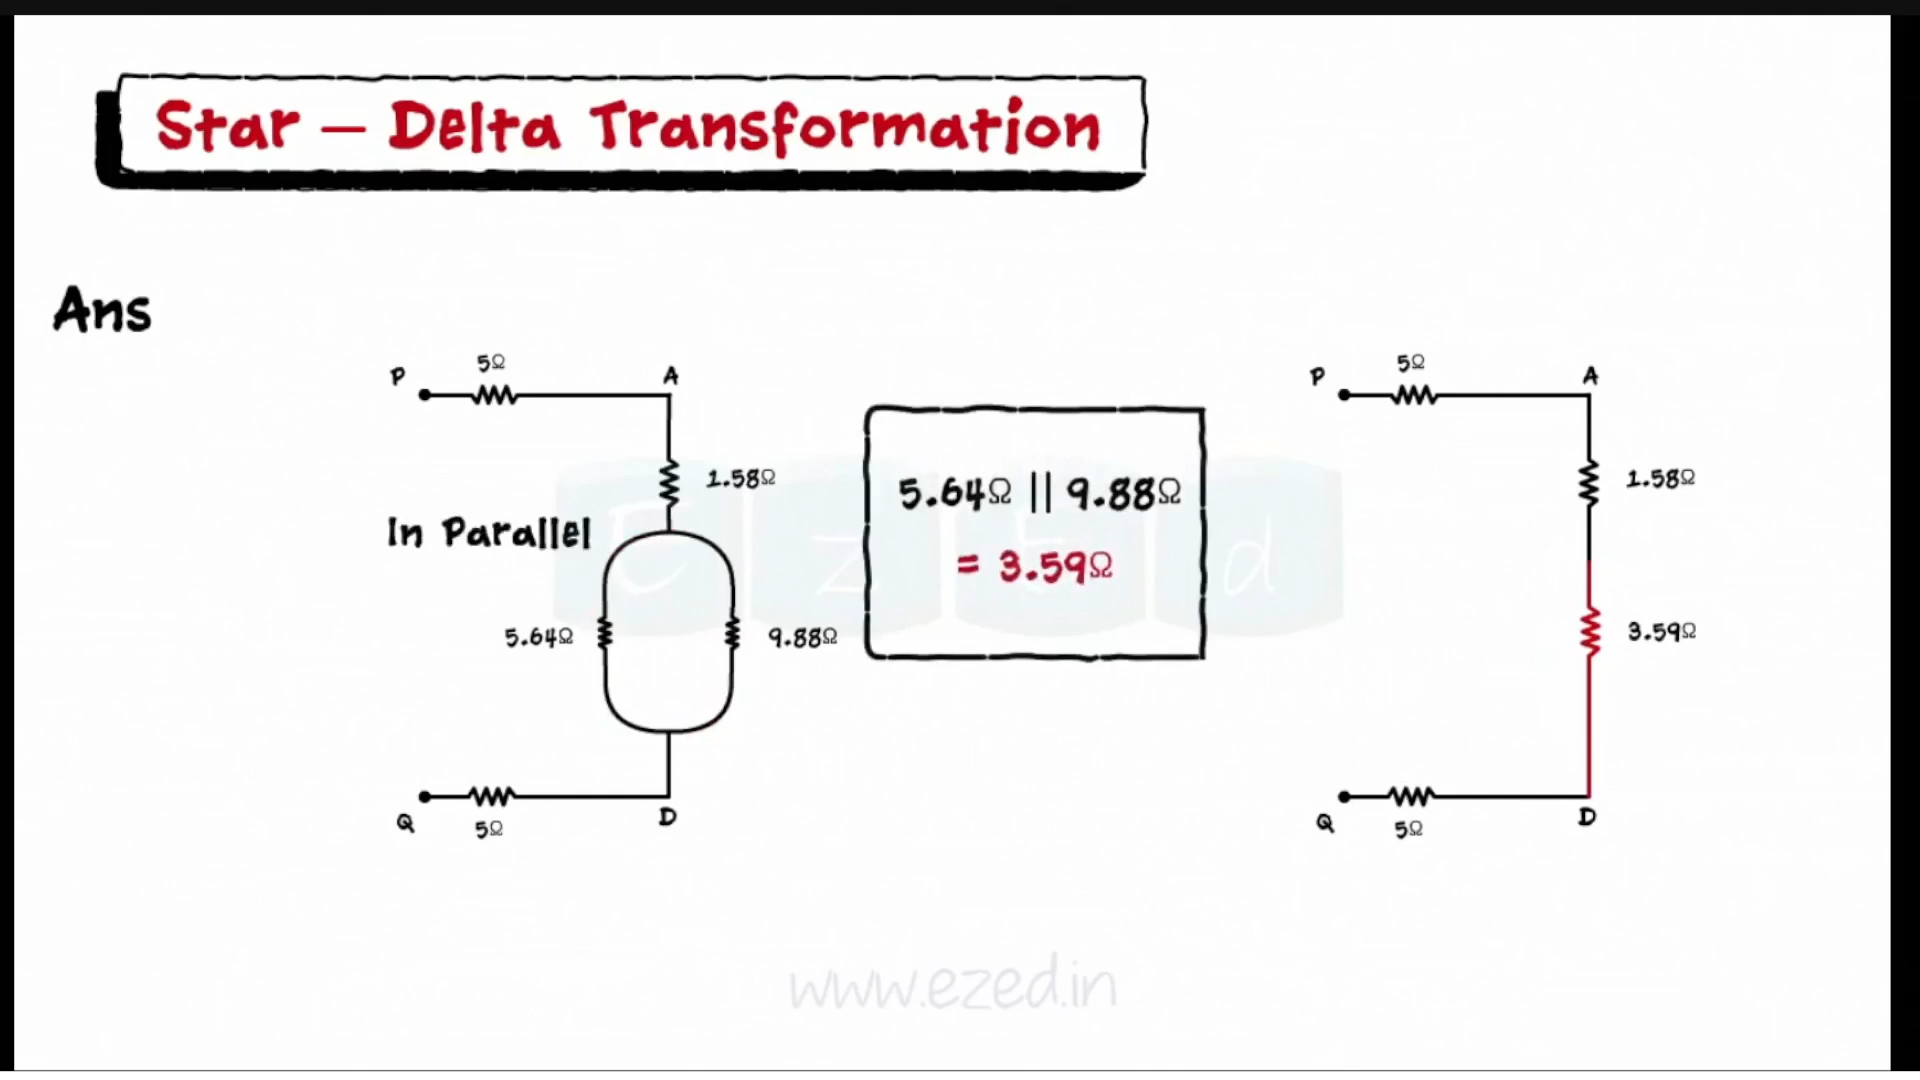 Star – Delta Transformation
Ans
P 5Ω A
1.58Ω
In Parallel
5.64Ω 9.88Ω
Q 5Ω D
5.64Ω || 9.88Ω
= 3.59Ω
P 5Ω A
1.58Ω
3.59Ω
Q 5Ω D
E z E d
www.ezed.in